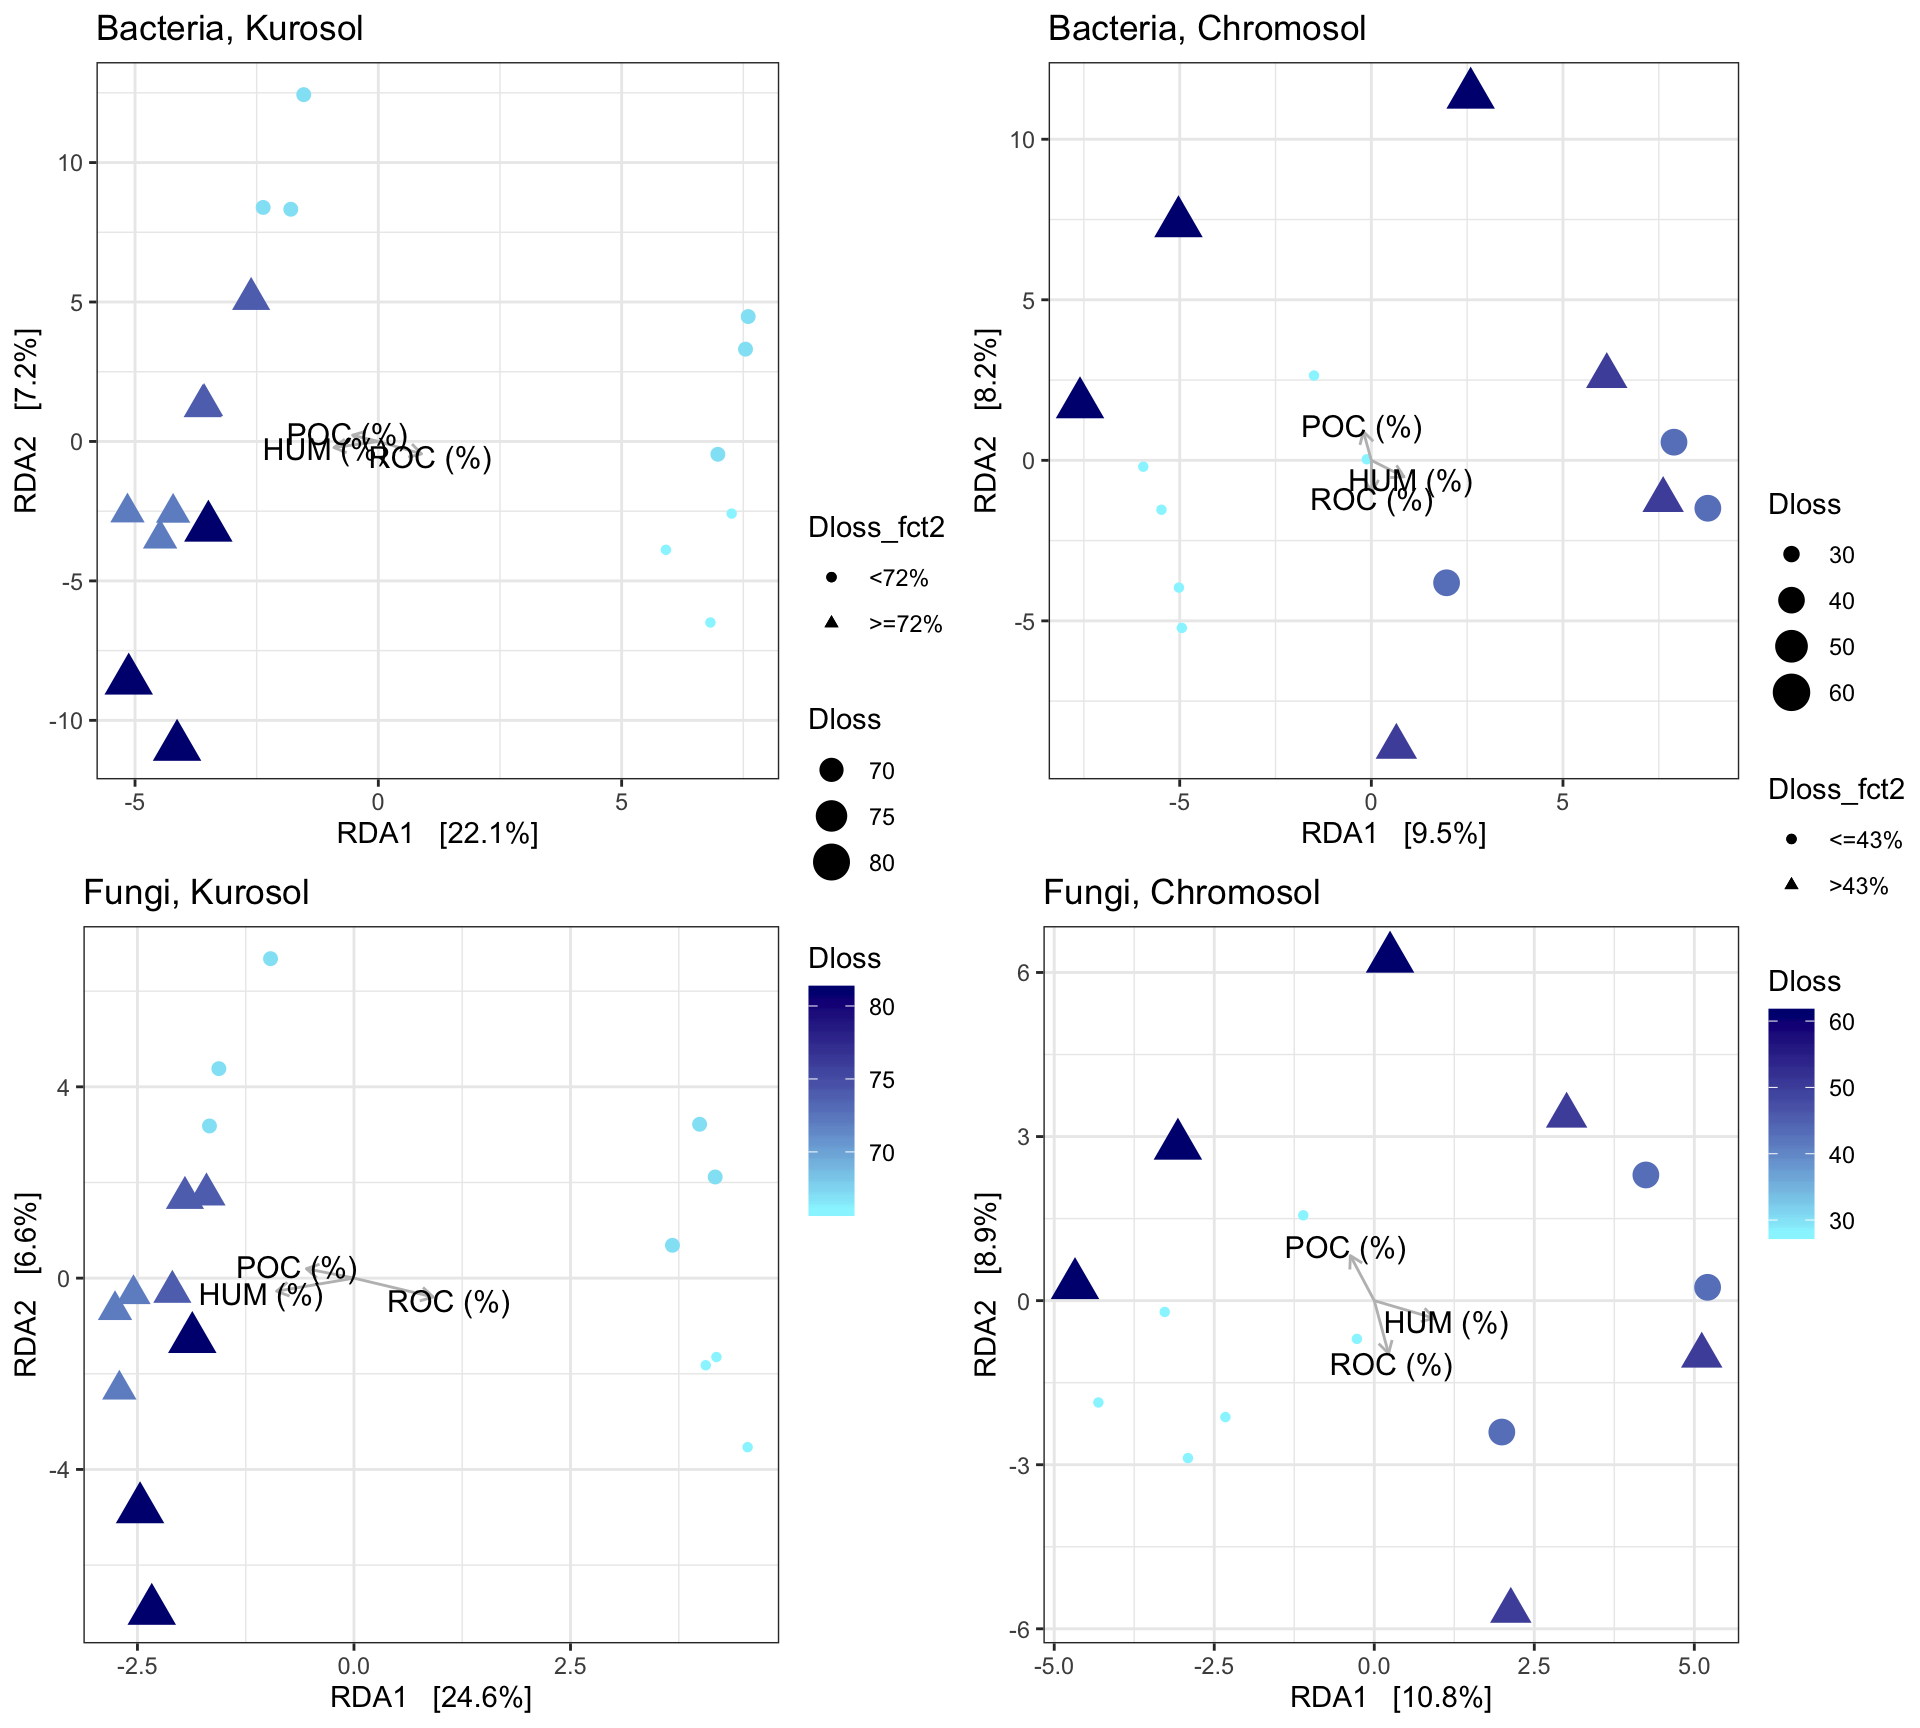 Bacteria, Kurosol
10
5
0
-5
-10
RDA2 [7.2%]
POC (%)
HUM (%)
ROC (%)
-5 0 5
RDA1 [22.1%]
Dloss_fct2
<72%
>=72%
Dloss
70
75
80
Bacteria, Chromosol
10
5
0
-5
RDA2 [8.2%]
POC (%)
HUM (%)
ROC (%)
-5 0 5
RDA1 [9.5%]
Dloss
30
40
50
60
Dloss_fct2
<=43%
>43%
Fungi, Kurosol
4
0
-4
RDA2 [6.6%]
POC (%)
HUM (%)
ROC (%)
-2.5 0.0 2.5
RDA1 [24.6%]
Dloss
80
75
70
Fungi, Chromosol
6
3
0
-3
-6
RDA2 [8.9%]
POC (%)
HUM (%)
ROC (%)
-5.0 -2.5 0.0 2.5 5.0
RDA1 [10.8%]
Dloss
60
50
40
30